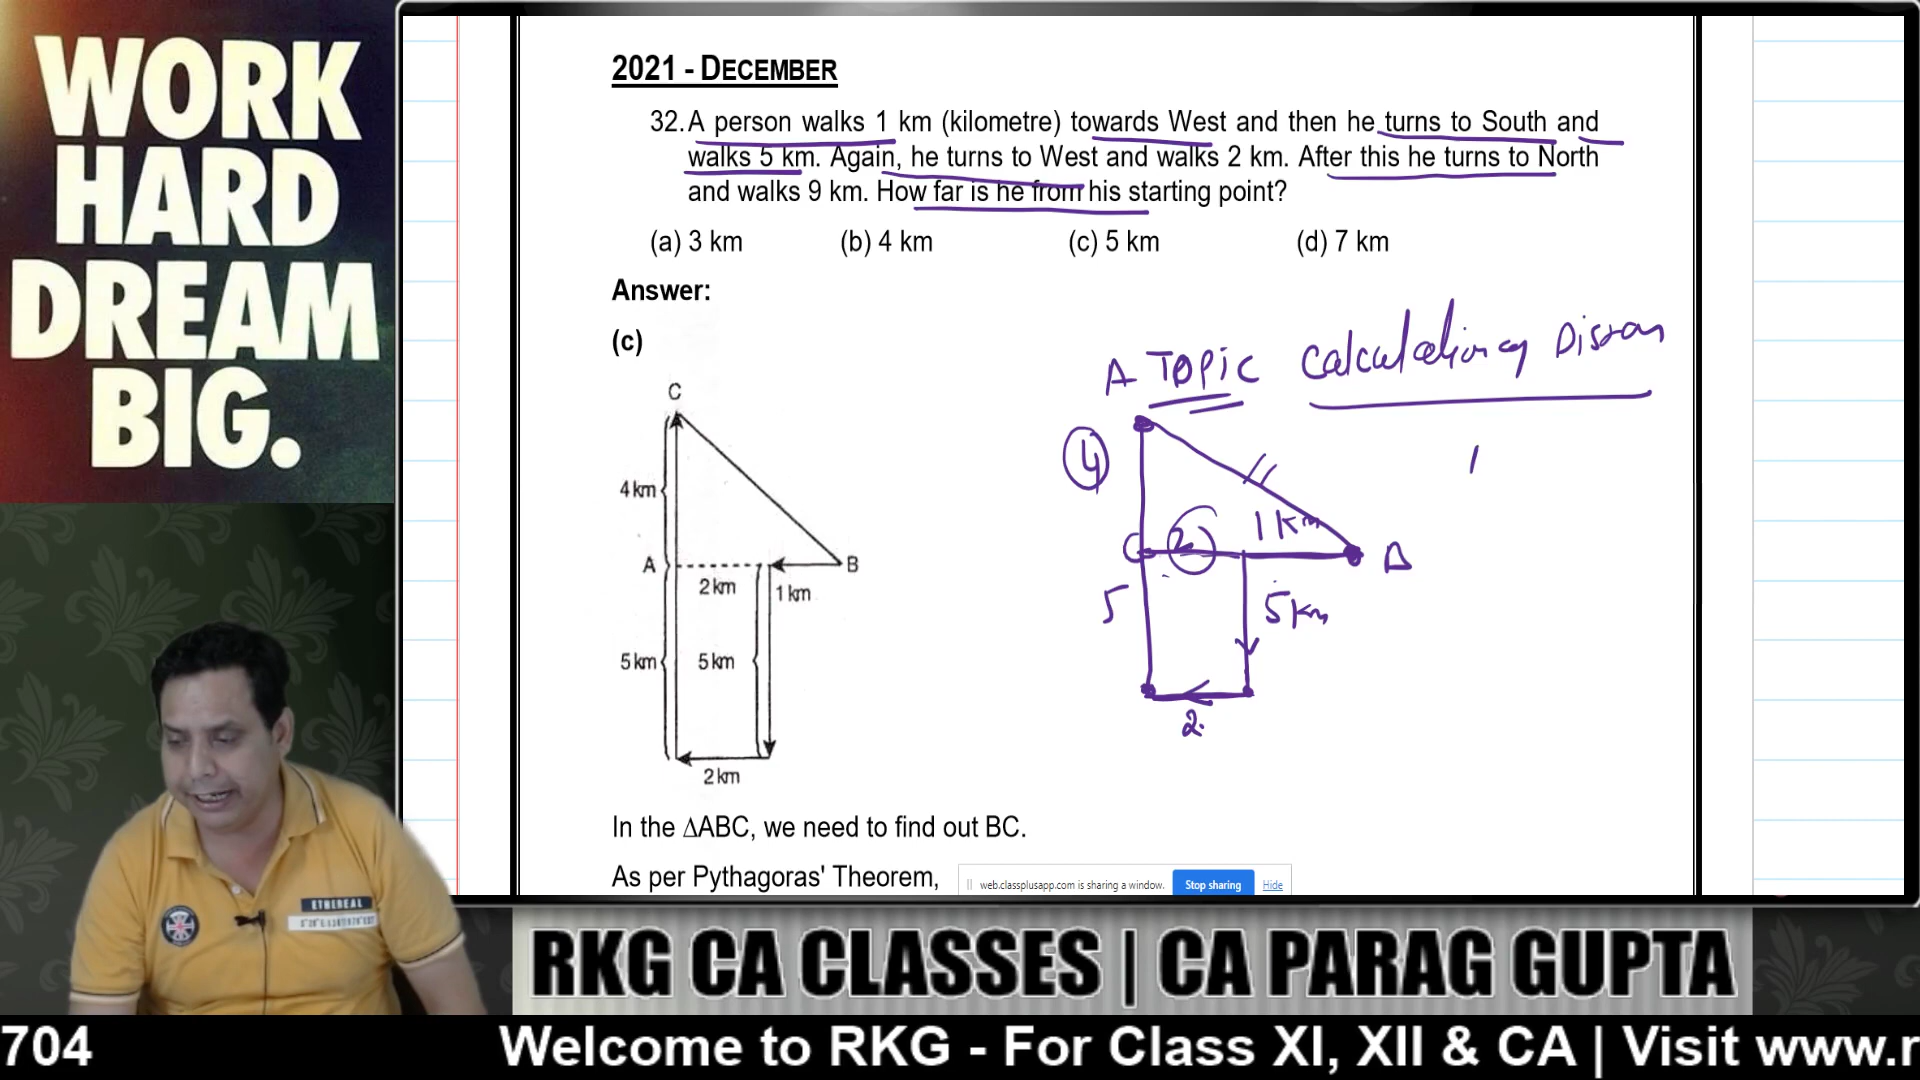 WORK
HARD
DREAM
BIG.
2021 - DECEMBER
32. A person walks 1 km (kilometre) towards West and then he turns to South and
walks 5 km. Again, he turns to West and walks 2 km. After this he turns to North
and walks 9 km. How far is he from his starting point?
(a) 3 km (b) 4 km (c) 5 km (d) 7 km
Answer:
(c)
A TOPIC Calculating
C
4 km
A
B
2 km
1 km
5 km
5 km
2 km
4
2
1 km
5
5 km
2
In the ΔABC, we need to find out BC.
As per Pythagoras' Theorem,
web.classplusapp.com is sharing a window. Stop sharing Hide
ETHEREAL
RKG CA CLASSES | CA PARAG GUPTA
704 Welcome to RKG - For Class XI, XII & CA | Visit www.r